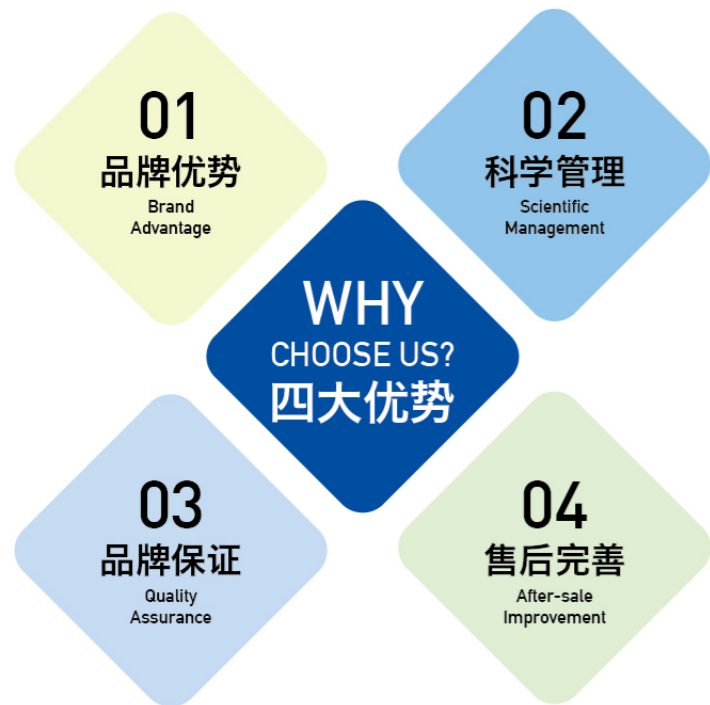 01
品牌优势
Brand
Advantage
02
科学管理
Scientific
Management
WHY
CHOOSE US?
四大优势
03
品牌保证
Quality
Assurance
04
售后完善
After-sale
Improvement